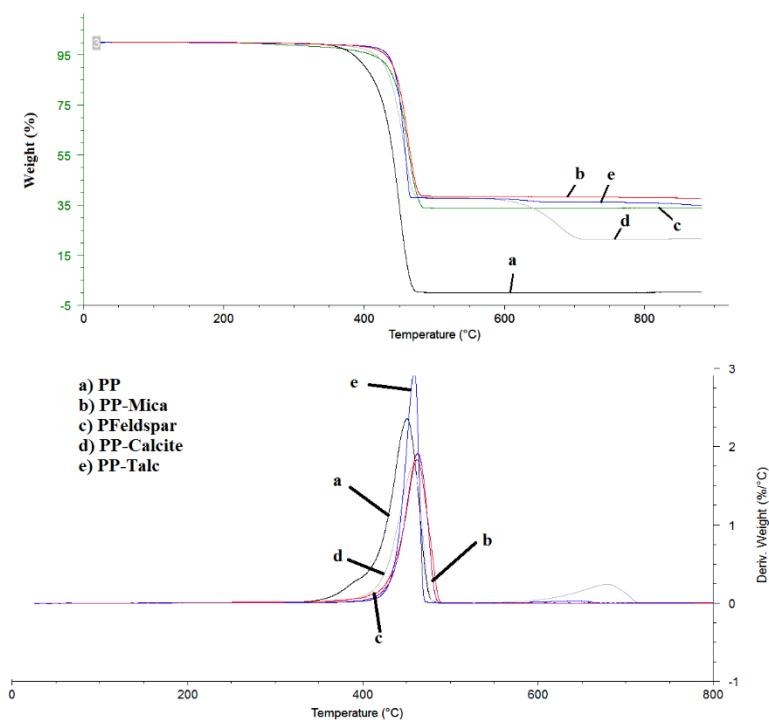 3
95
75
55
35
15
-5
Weight (%)
b
e
d
c
a
0
200
400
600
800
Temperature (°C)
a) PP
b) PP-Mica
c) PFeldspar
d) PP-Calcite
e) PP-Talc
e
a
d
b
c
3
2
1
0
-1
Deriv. Weight (%/°C)
0
200
400
600
800
Temperature (°C)